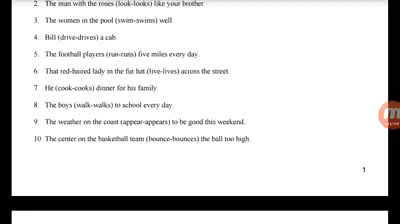 2. The man with the roses (look-looks) like your brother.
3. The women in the pool (swim-swims) well.
4. Bill (drive-drives) a cab.
5. The football players (run-runs) five miles every day.
6. That red-haired lady in the fur hat (live-lives) across the street.
7. He (cook-cooks) dinner for his family.
8. The boys (walk-walks) to school every day.
9. The weather on the coast (appear-appears) to be good this weekend.
10. The center on the basketball team (bounce-bounces) the ball too high.
1